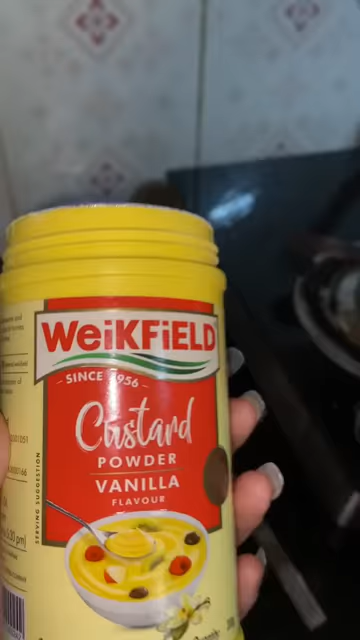 WeiKFiELD
SINCE 1956
Custard
POWDER
VANILLA
FLAVOUR
SERVING SUGGESTION